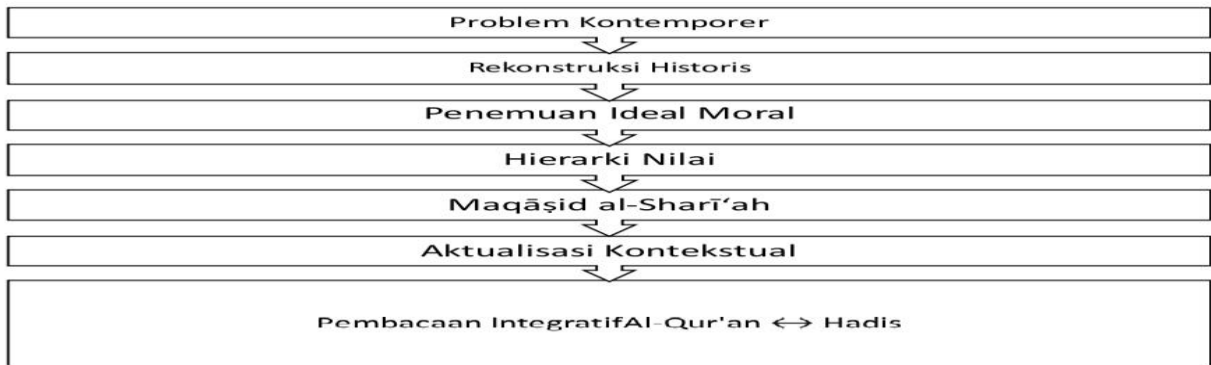 Problem Kontemporer
Rekonstruksi Historis
Penemuan Ideal Moral
Hierarki Nilai
Maqāṣid al-Sharī‘ah
Aktualisasi Kontekstual
Pembacaan IntegratifAl-Qur'an ↔ Hadis